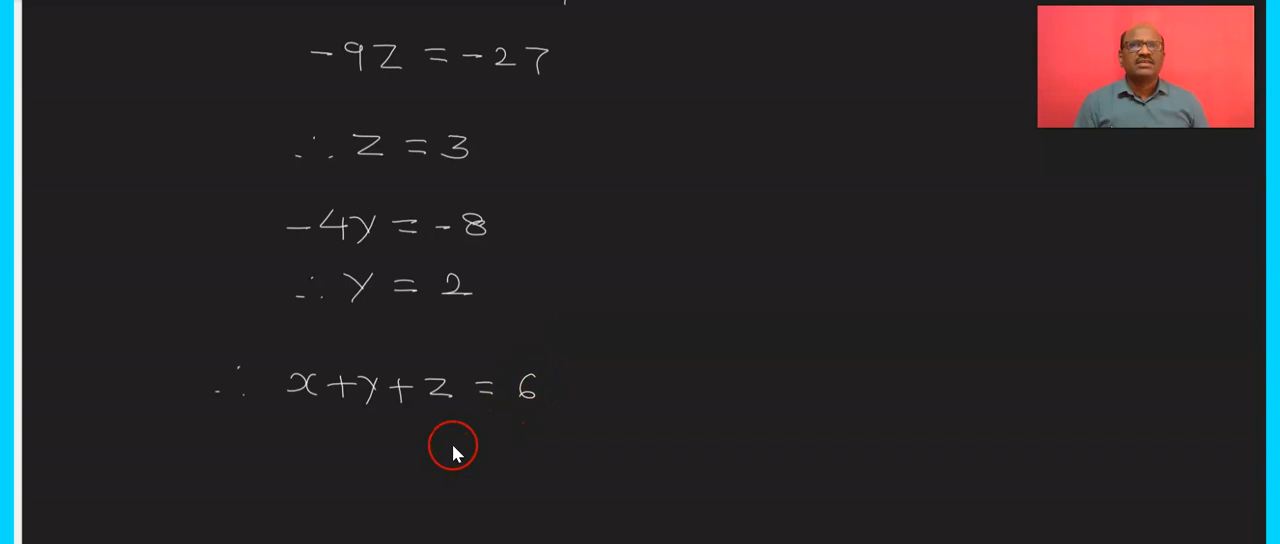 -9z = -27
∴ z = 3
-4y = -8
∴ y = 2
∴ x+y+z = 6